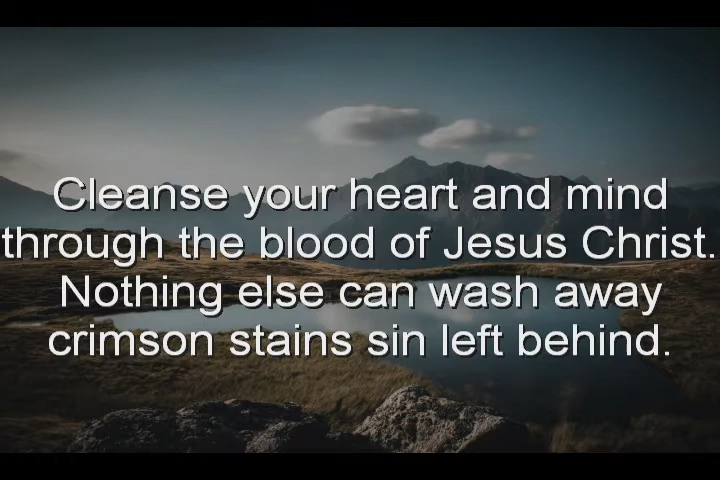 Cleanse your heart and mind
through the blood of Jesus Christ.
Nothing else can wash away
crimson stains sin left behind.